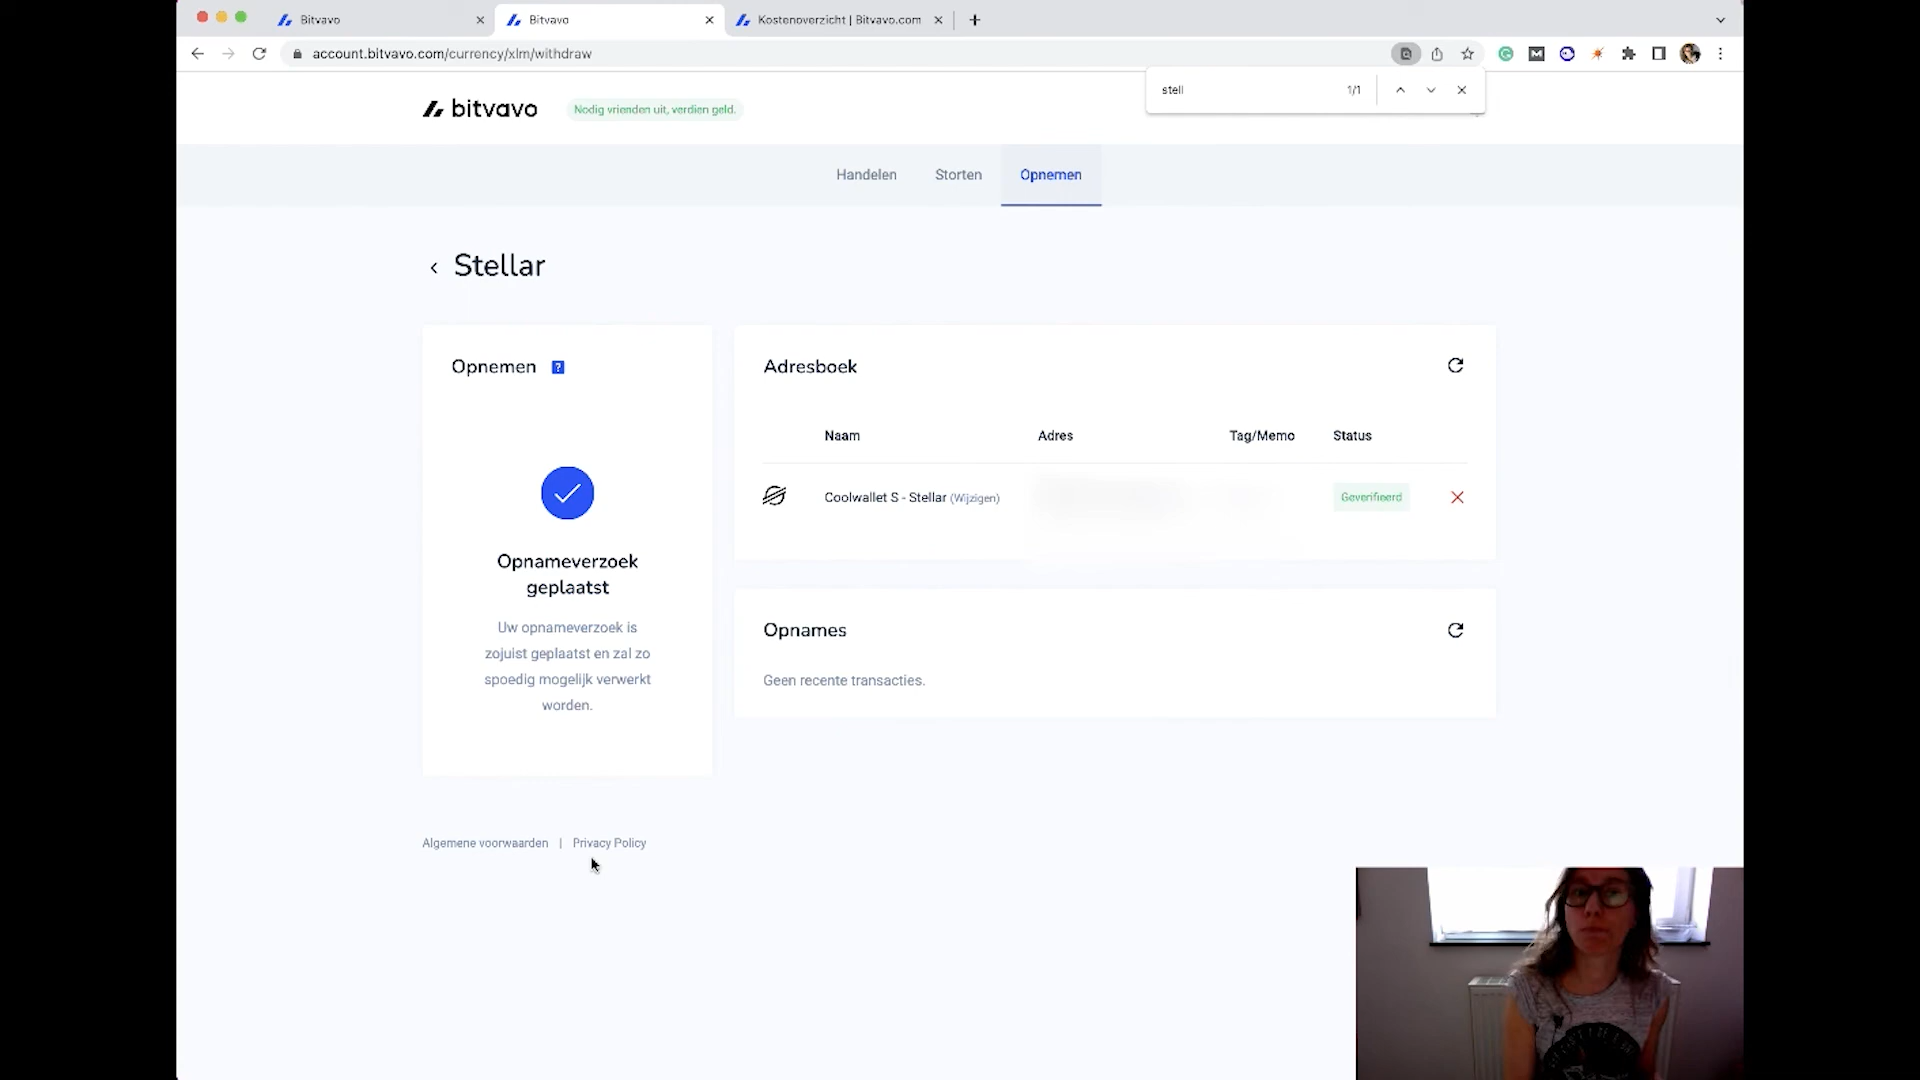 Bitvavo
Bitvavo
Kostenoverzicht | Bitvavo.com
account.bitvavo.com/currency/xlm/withdraw
stell
1/1
bitvavo
Nodig vrienden uit, verdien geld.
Handelen
Storten
Opnemen
Stellar
Opnemen ?
Opnameverzoek
geplaatst
Uw opnameverzoek is
zojuist geplaatst en zal zo
spoedig mogelijk verwerkt
worden.
Adresboek
Naam Adres Tag/Memo Status
Coolwallet S - Stellar (Wijzigen) Geverifieerd
Opnames
Geen recente transacties.
Algemene voorwaarden | Privacy Policy